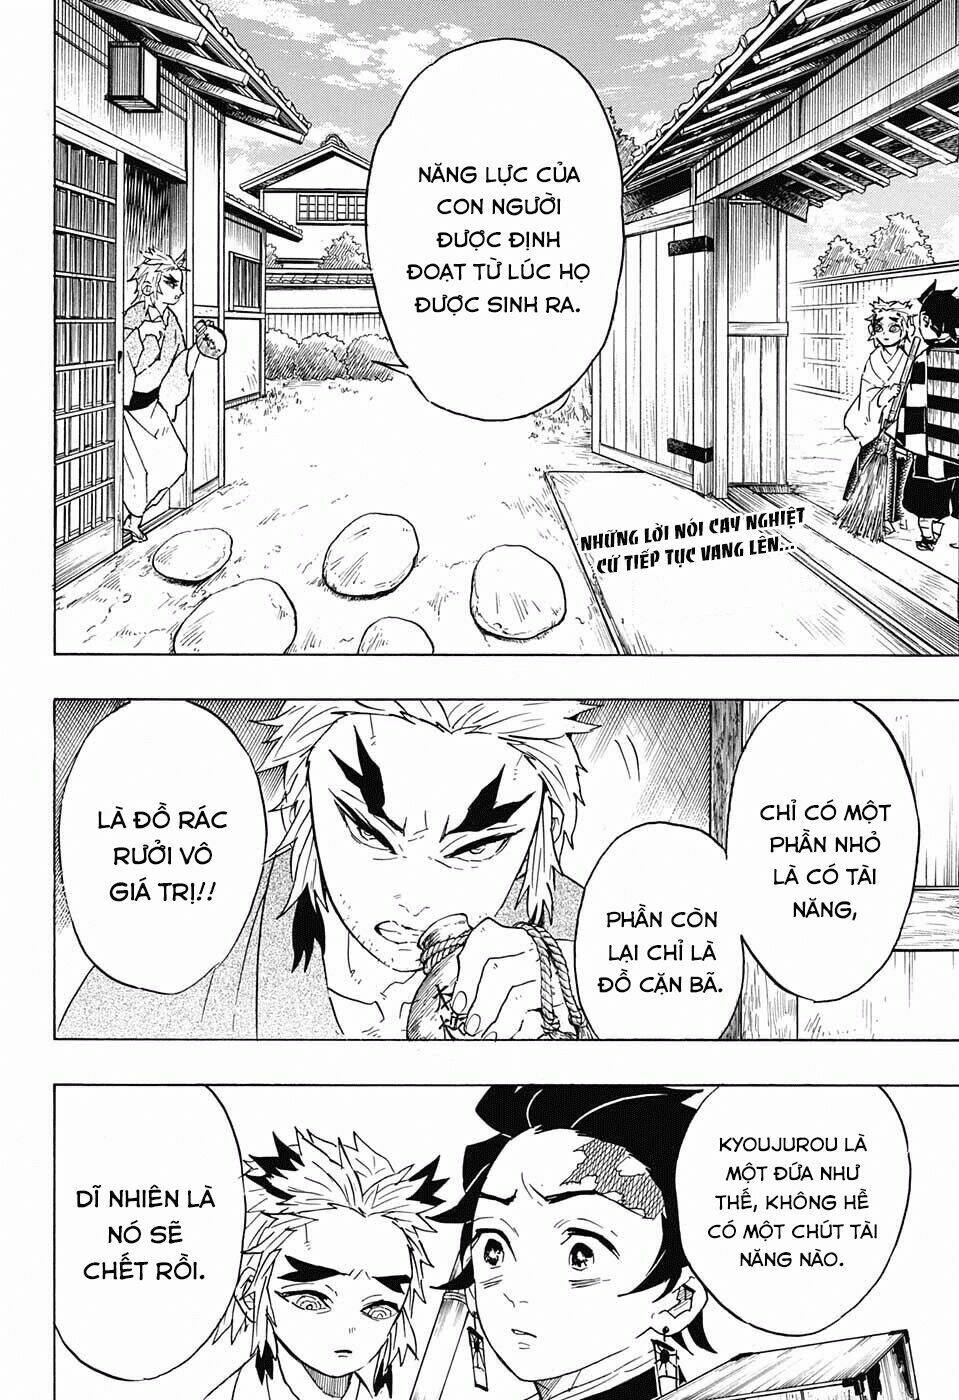 NĂNG LỰC CỦA
CON NGƯỜI
ĐƯỢC ĐỊNH
ĐOẠT TỪ LÚC HỌ
ĐƯỢC SINH RA.
NHỮNG LỜI NÓI CAY NGHIỆT
CỨ TIẾP TỤC VANG LÊN...
CHỈ CÓ MỘT
PHẦN NHỎ
LÀ CÓ TÀI
NĂNG,
PHẦN CÒN
LẠI CHỈ LÀ
ĐỒ CẶN BÃ.
LÀ ĐỒ RÁC
RƯỞI VÔ
GIÁ TRỊ!!
KYOUJUROU LÀ
MỘT ĐỨA NHƯ
THẾ, KHÔNG HỀ
CÓ MỘT CHÚT TÀI
NĂNG NÀO.
DĨ NHIÊN LÀ
NÓ SẼ
CHẾT RỒI.